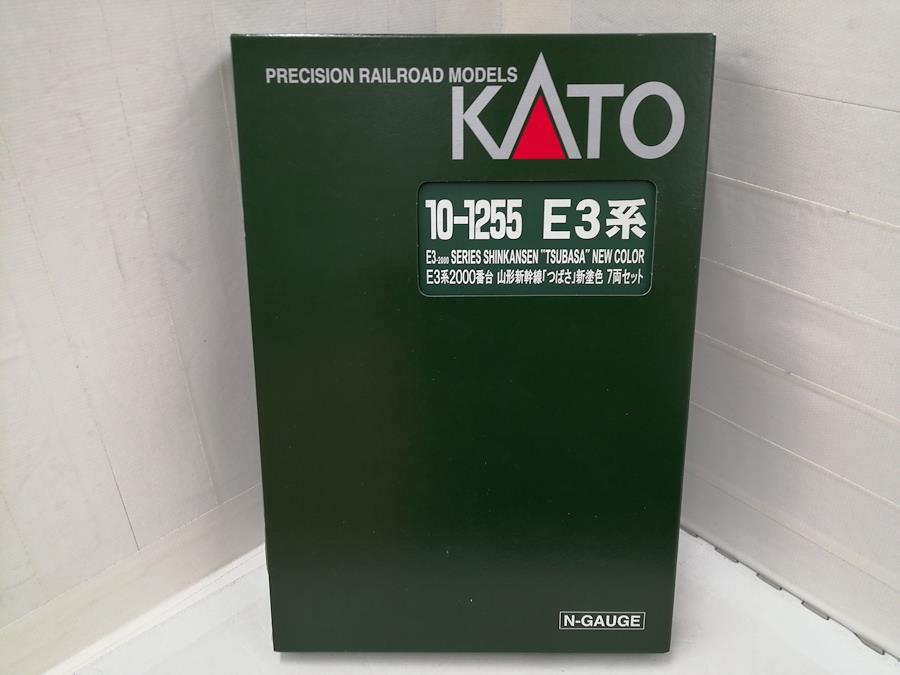 PRECISION RAILROAD MODELS
KATO
10-1255 E3系
E3-2000 SERIES SHINKANSEN "TSUBASA" NEW COLOR
E3系2000番台 山形新幹線「つばさ」新塗色 7両セット
N-GAUGE